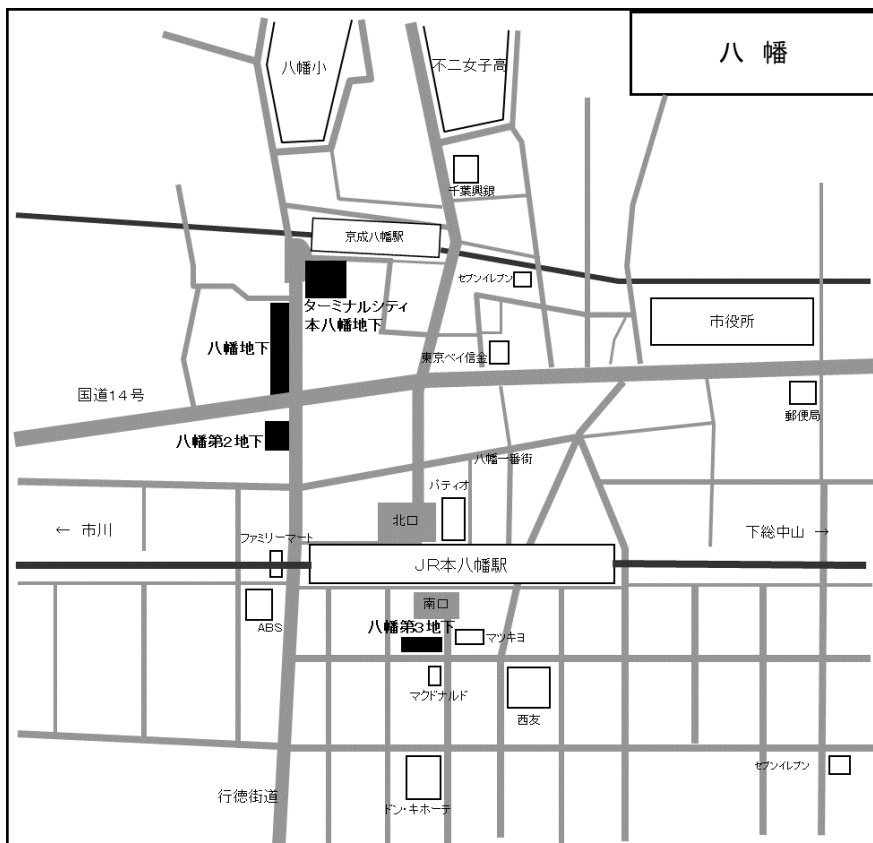 八 幡
八幡小
不二女子高
千葉興銀
京成八幡駅
セブンイレブン
ターミナルシティ
本八幡地下
市役所
八幡地下
東京ベイ信金
国道14号
郵便局
八幡第2地下
八幡一番街
パティオ
北口
← 市川
ファミリーマート
下総中山 →
JR本八幡駅
南口
ABS
八幡第3地下
マツキヨ
マクドナルド
西友
セブンイレブン
行徳街道
ドン・キホーテ